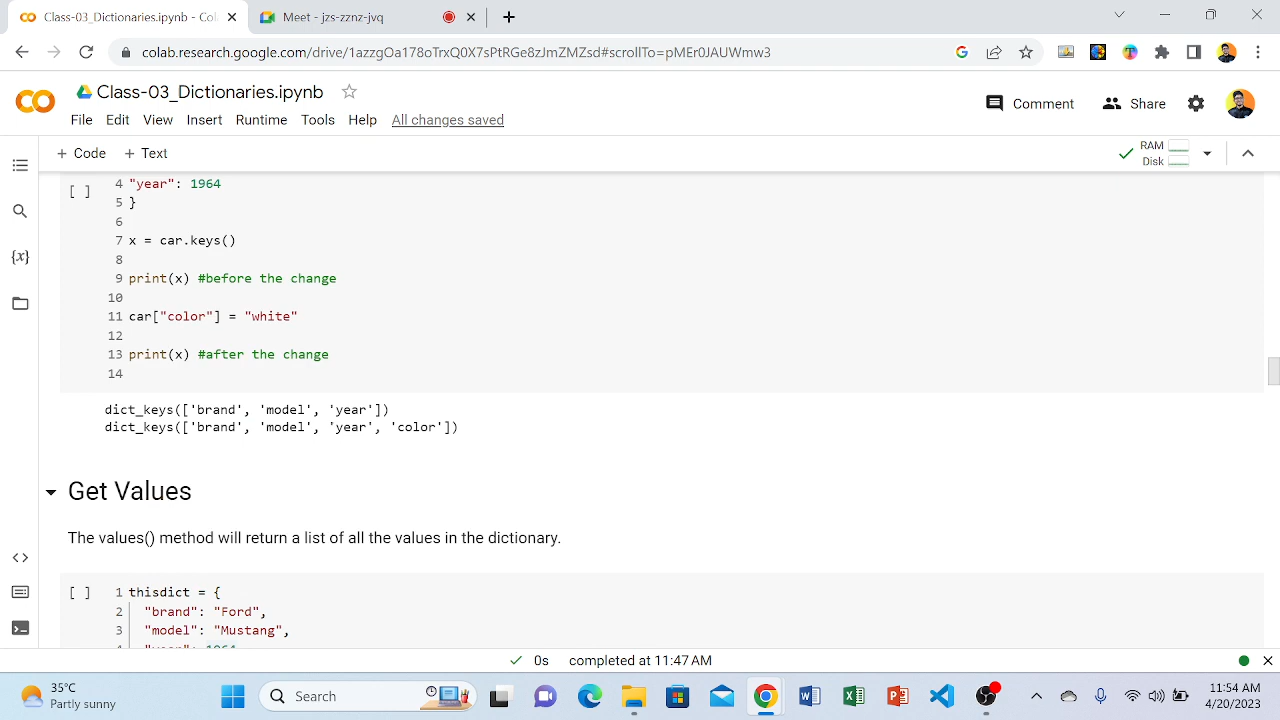 Class-03_Dictionaries.ipynb - Col
Meet - jzs-zznz-jvq
colab.research.google.com/drive/1azzgOa178oTrxQ0X7sPtRGe8zJmZMZsd#scrollTo=pMEr0JAUWnw3
Class-03_Dictionaries.ipynb
File Edit View Insert Runtime Tools Help All changes saved
Comment Share
+ Code + Text
RAM
Disk
[ ] 4 "year": 1964
5 }
6
7 x = car.keys()
8
9 print(x) #before the change
10
11 car["color"] = "white"
12
13 print(x) #after the change
14
dict_keys(['brand', 'model', 'year'])
dict_keys(['brand', 'model', 'year', 'color'])
Get Values
The values() method will return a list of all the values in the dictionary.
[ ] 1 thisdict = {
2 "brand": "Ford",
3 "model": "Mustang",
4 "year": 1964
0s completed at 11:47 AM
35°C
Partly sunny
Search
11:54 AM
4/20/2023